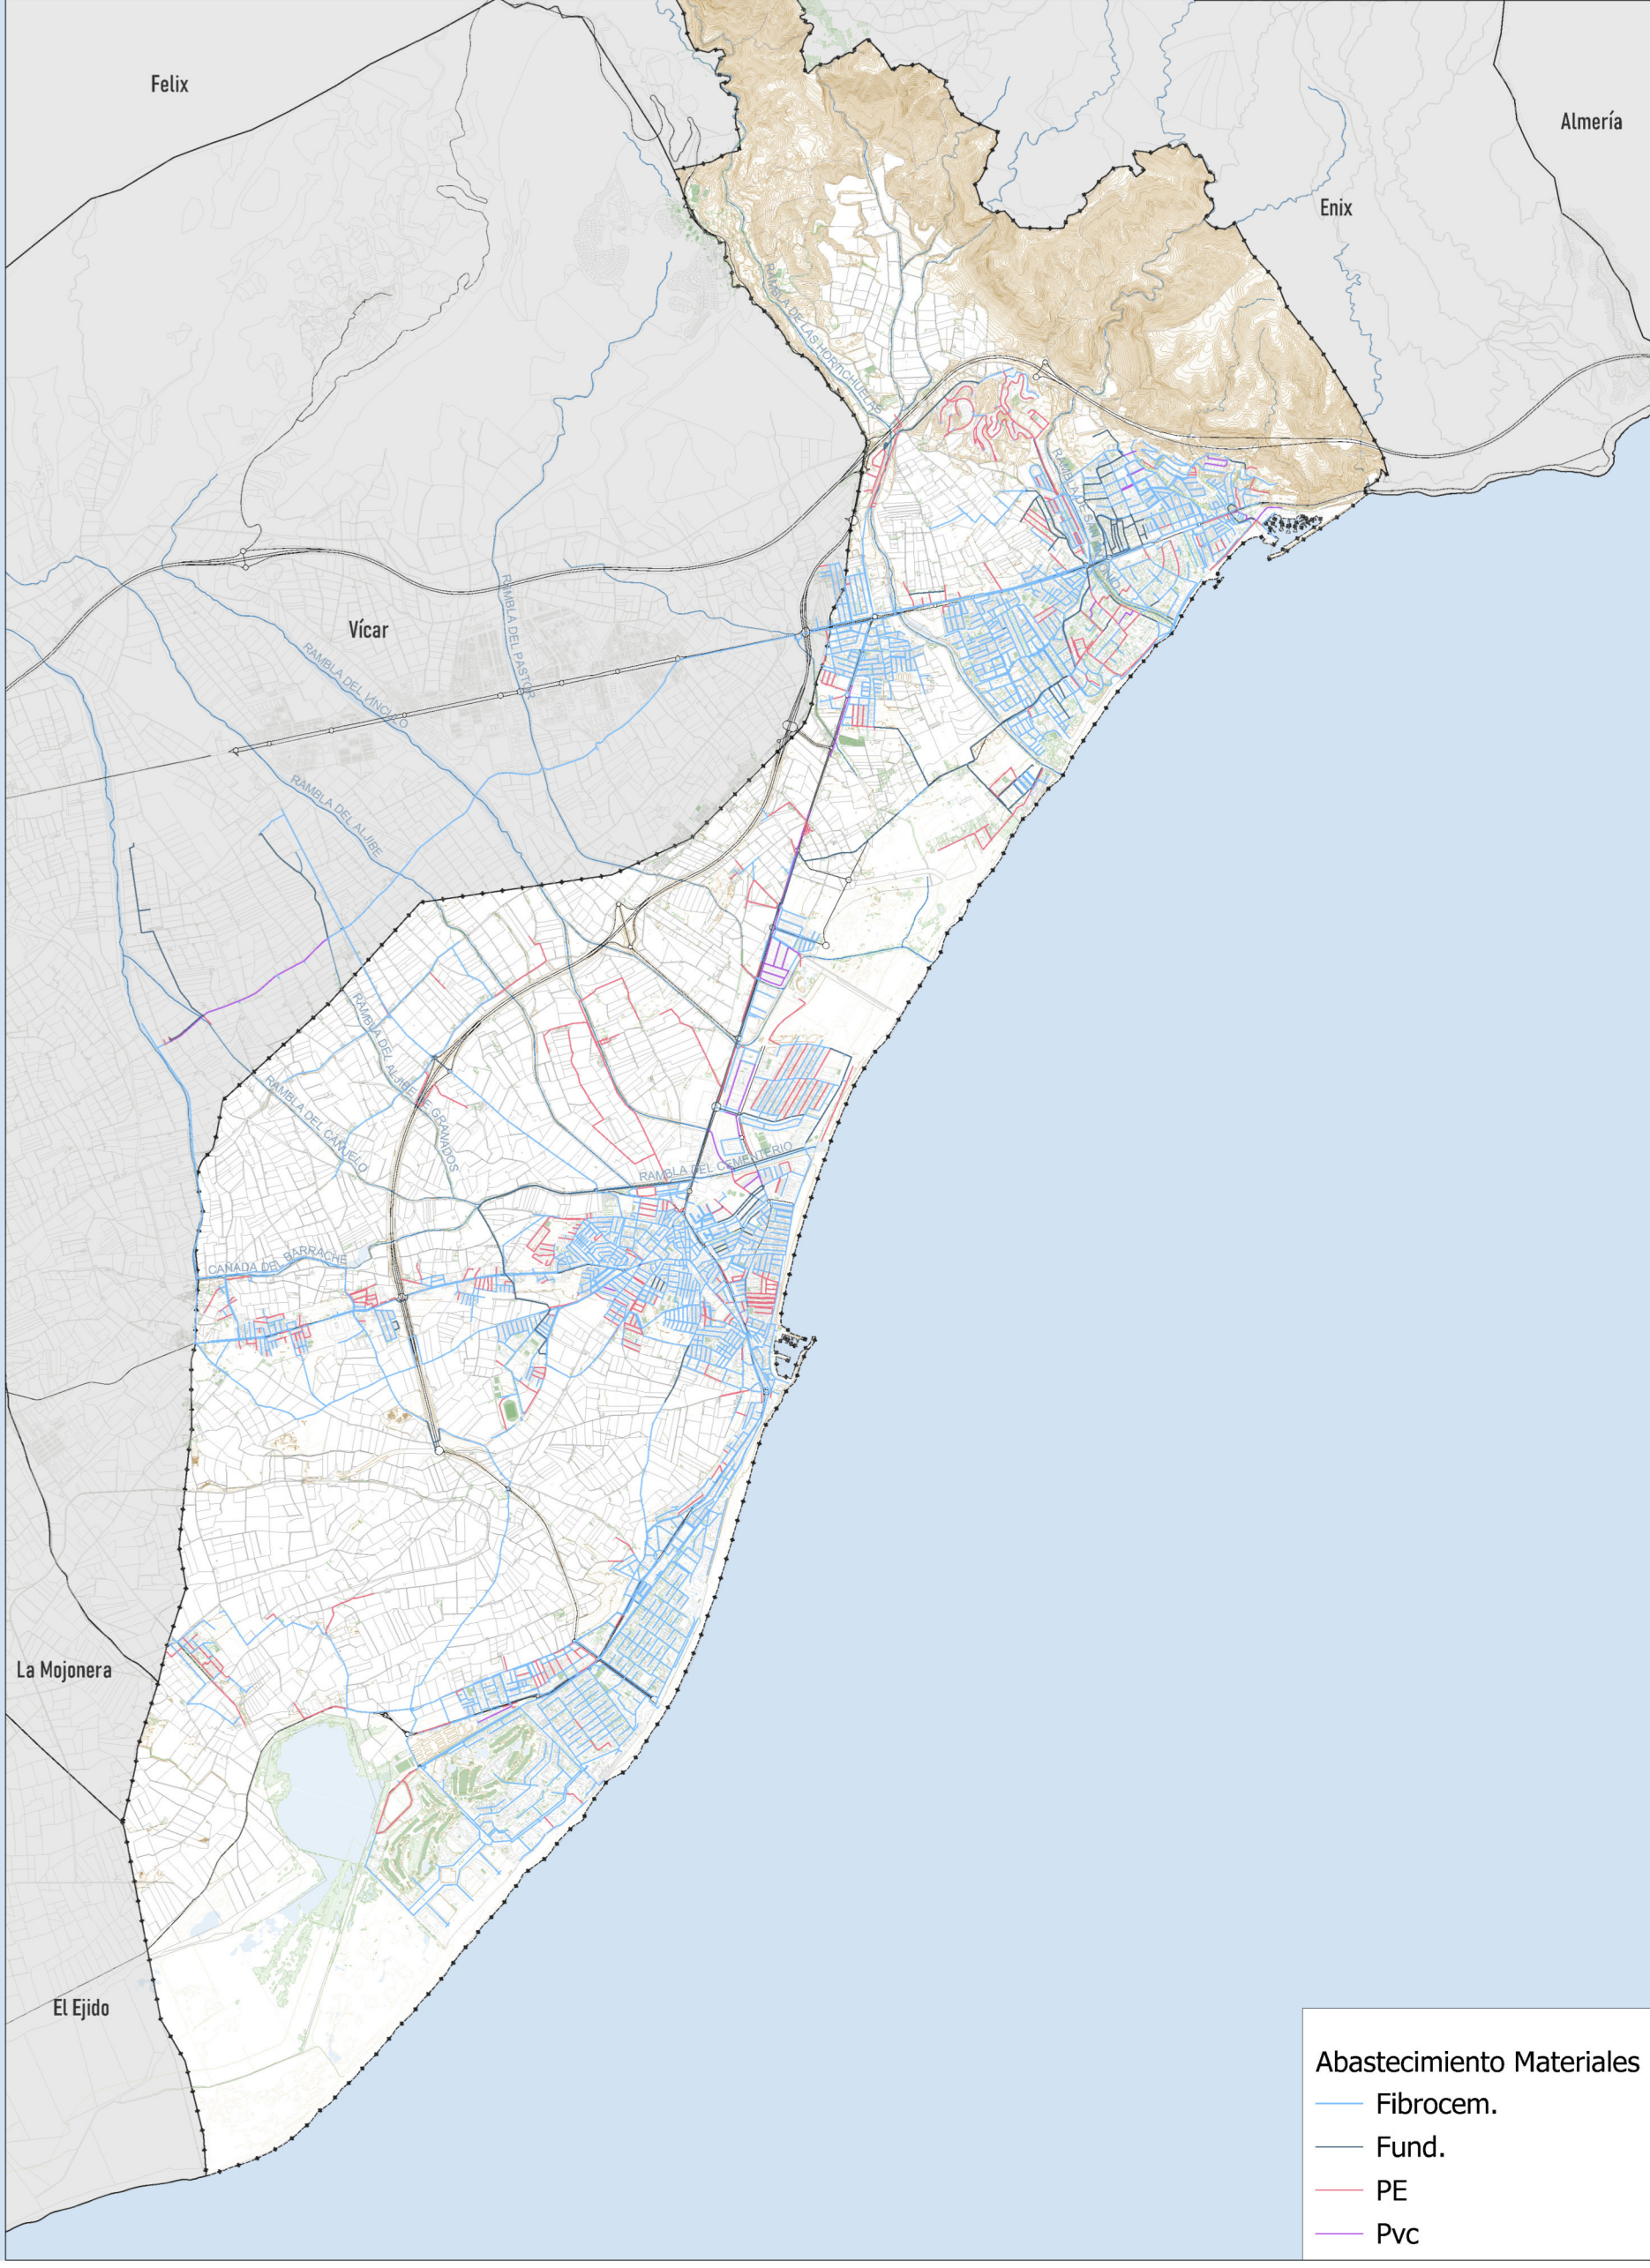 Felix
Almería
Enix
RAMBLA DE LAS HORTICHUELAS
Vícar
RAMBLA DEL PASTOR
RAMBLA DEL VÍNCULO
RAMBLA DEL ALJIBE
RAMBLA DEL ALJIBE DE GRANADOS
RAMBLA DEL CAÑUELO
RAMBLA DEL CEMENTERIO
CAÑADA DEL BARRACHE
La Mojonera
El Ejido
Abastecimiento Materiales
Fibrocem.
Fund.
PE
Pvc